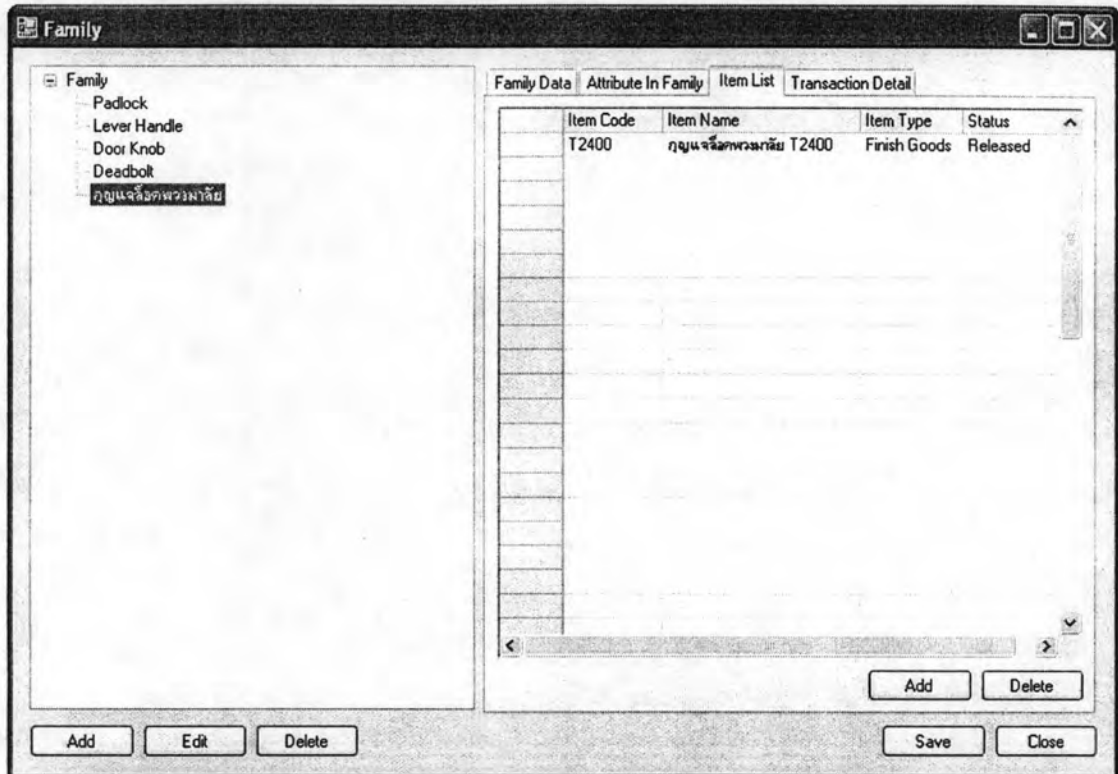 Family
Family
Padlock
Lever Handle
Door Knob
Deadbolt
กุญแจล็อคพวงมาลัย
Family Data Attribute In Family Item List Transaction Detail
Item Code Item Name Item Type Status
T2400 กุญแจล็อคพวงมาลัย T2400 Finish Goods Released
Add Delete
Add Edit Delete Save Close